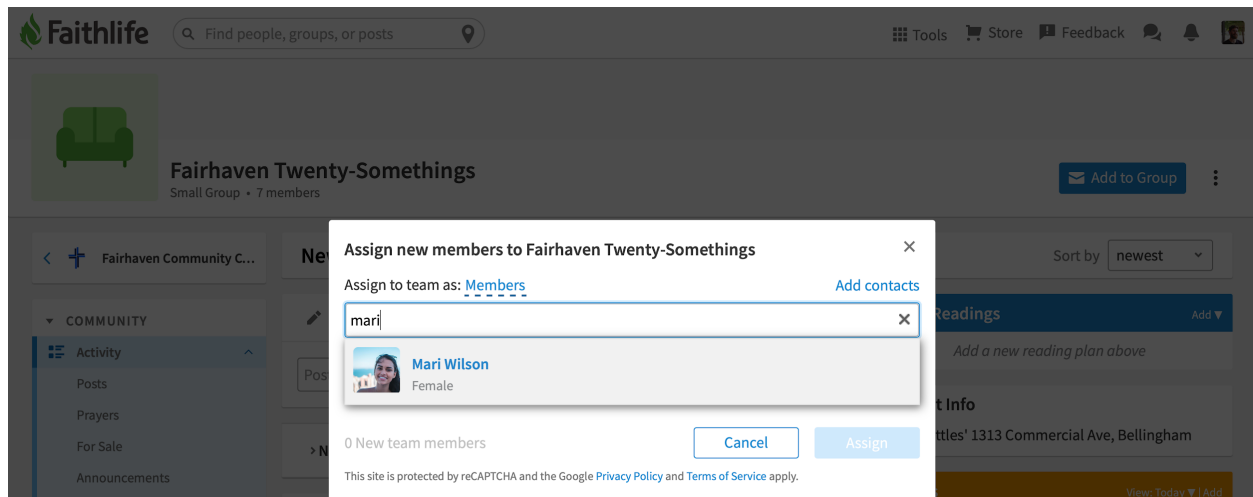 Faithlife
Find people, groups, or posts
Tools
Store
Feedback
Fairhaven Twenty-Somethings
Small Group • 7 members
Add to Group
Fairhaven Community C...
COMMUNITY
Activity
Posts
Prayers
For Sale
Announcements
Ne
Sort by newest
Pos
N
Assign new members to Fairhaven Twenty-Somethings
Assign to team as: Members
Add contacts
mari
Mari Wilson
Female
0 New team members
Cancel
Assign
This site is protected by reCAPTCHA and the Google Privacy Policy and Terms of Service apply.
Readings
Add ▼
Add a new reading plan above
t Info
ttles' 1313 Commercial Ave, Bellingham
View: Today ▼ | Add